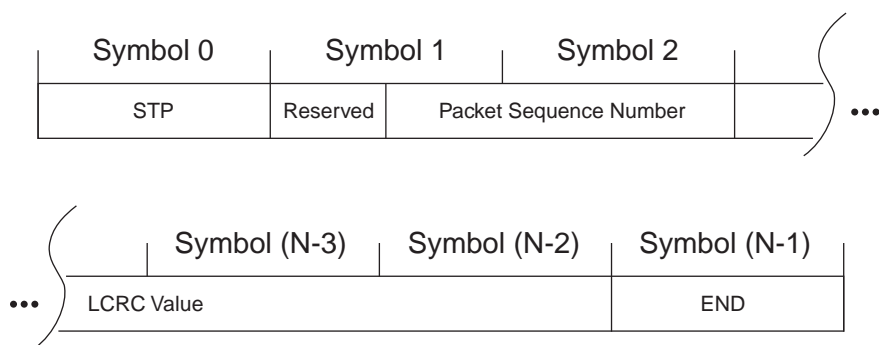 Symbol 0 Symbol 1 Symbol 2
STP Reserved Packet Sequence Number
•••
Symbol (N-3) Symbol (N-2) Symbol (N-1)
••• LCRC Value END